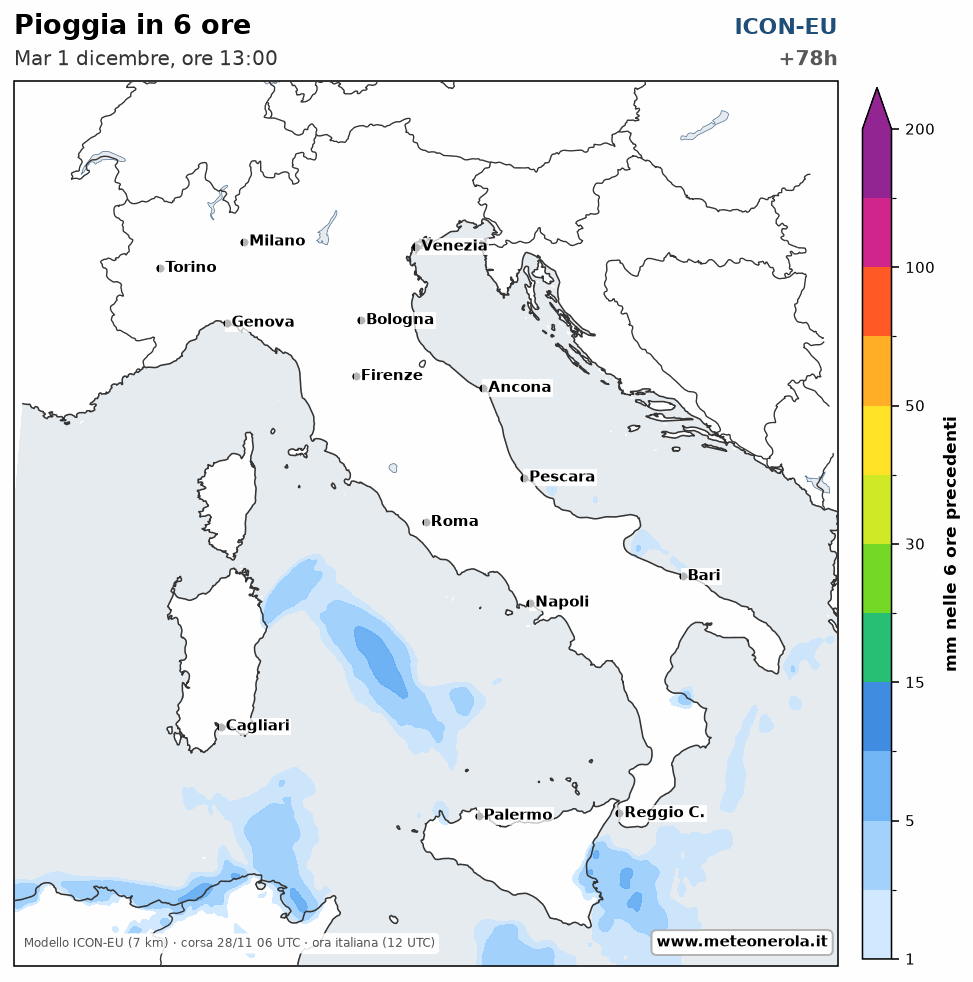 Pioggia in 6 ore
ICON-EU
Mar 1 dicembre, ore 13:00
+78h
200
100
50
30
15
5
1
mm nelle 6 ore precedenti
Milano
Venezia
Torino
Genova
Bologna
Firenze
Ancona
Pescara
Roma
Bari
Napoli
Cagliari
Palermo
Reggio C.
Modello ICON-EU (7 km) · corsa 28/11 06 UTC · ora italiana (12 UTC)
www.meteonerola.it